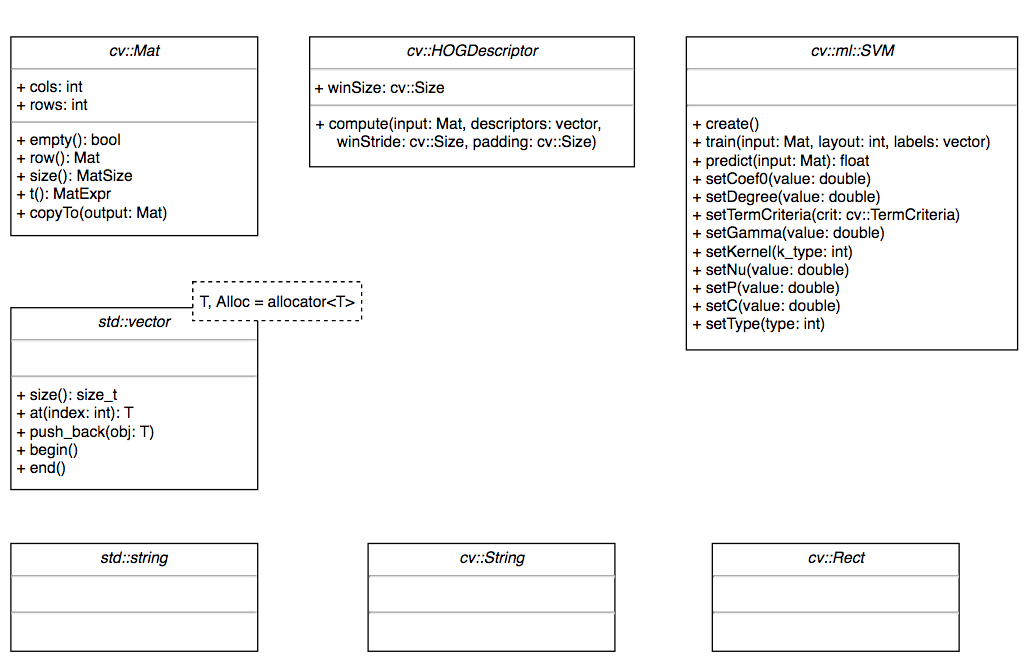 cv::Mat
+ cols: int
+ rows: int
+ empty(): bool
+ row(): Mat
+ size(): MatSize
+ t(): MatExpr
+ copyTo(output: Mat)
cv::HOGDescriptor
+ winSize: cv::Size
+ compute(input: Mat, descriptors: vector,
winStride: cv::Size, padding: cv::Size)
cv::ml::SVM
+ create()
+ train(input: Mat, layout: int, labels: vector)
+ predict(input: Mat): float
+ setCoef0(value: double)
+ setDegree(value: double)
+ setTermCriteria(crit: cv::TermCriteria)
+ setGamma(value: double)
+ setKernel(k_type: int)
+ setNu(value: double)
+ setP(value: double)
+ setC(value: double)
+ setType(type: int)
T, Alloc = allocator<T>
std::vector
+ size(): size_t
+ at(index: int): T
+ push_back(obj: T)
+ begin()
+ end()
std::string
cv::String
cv::Rect